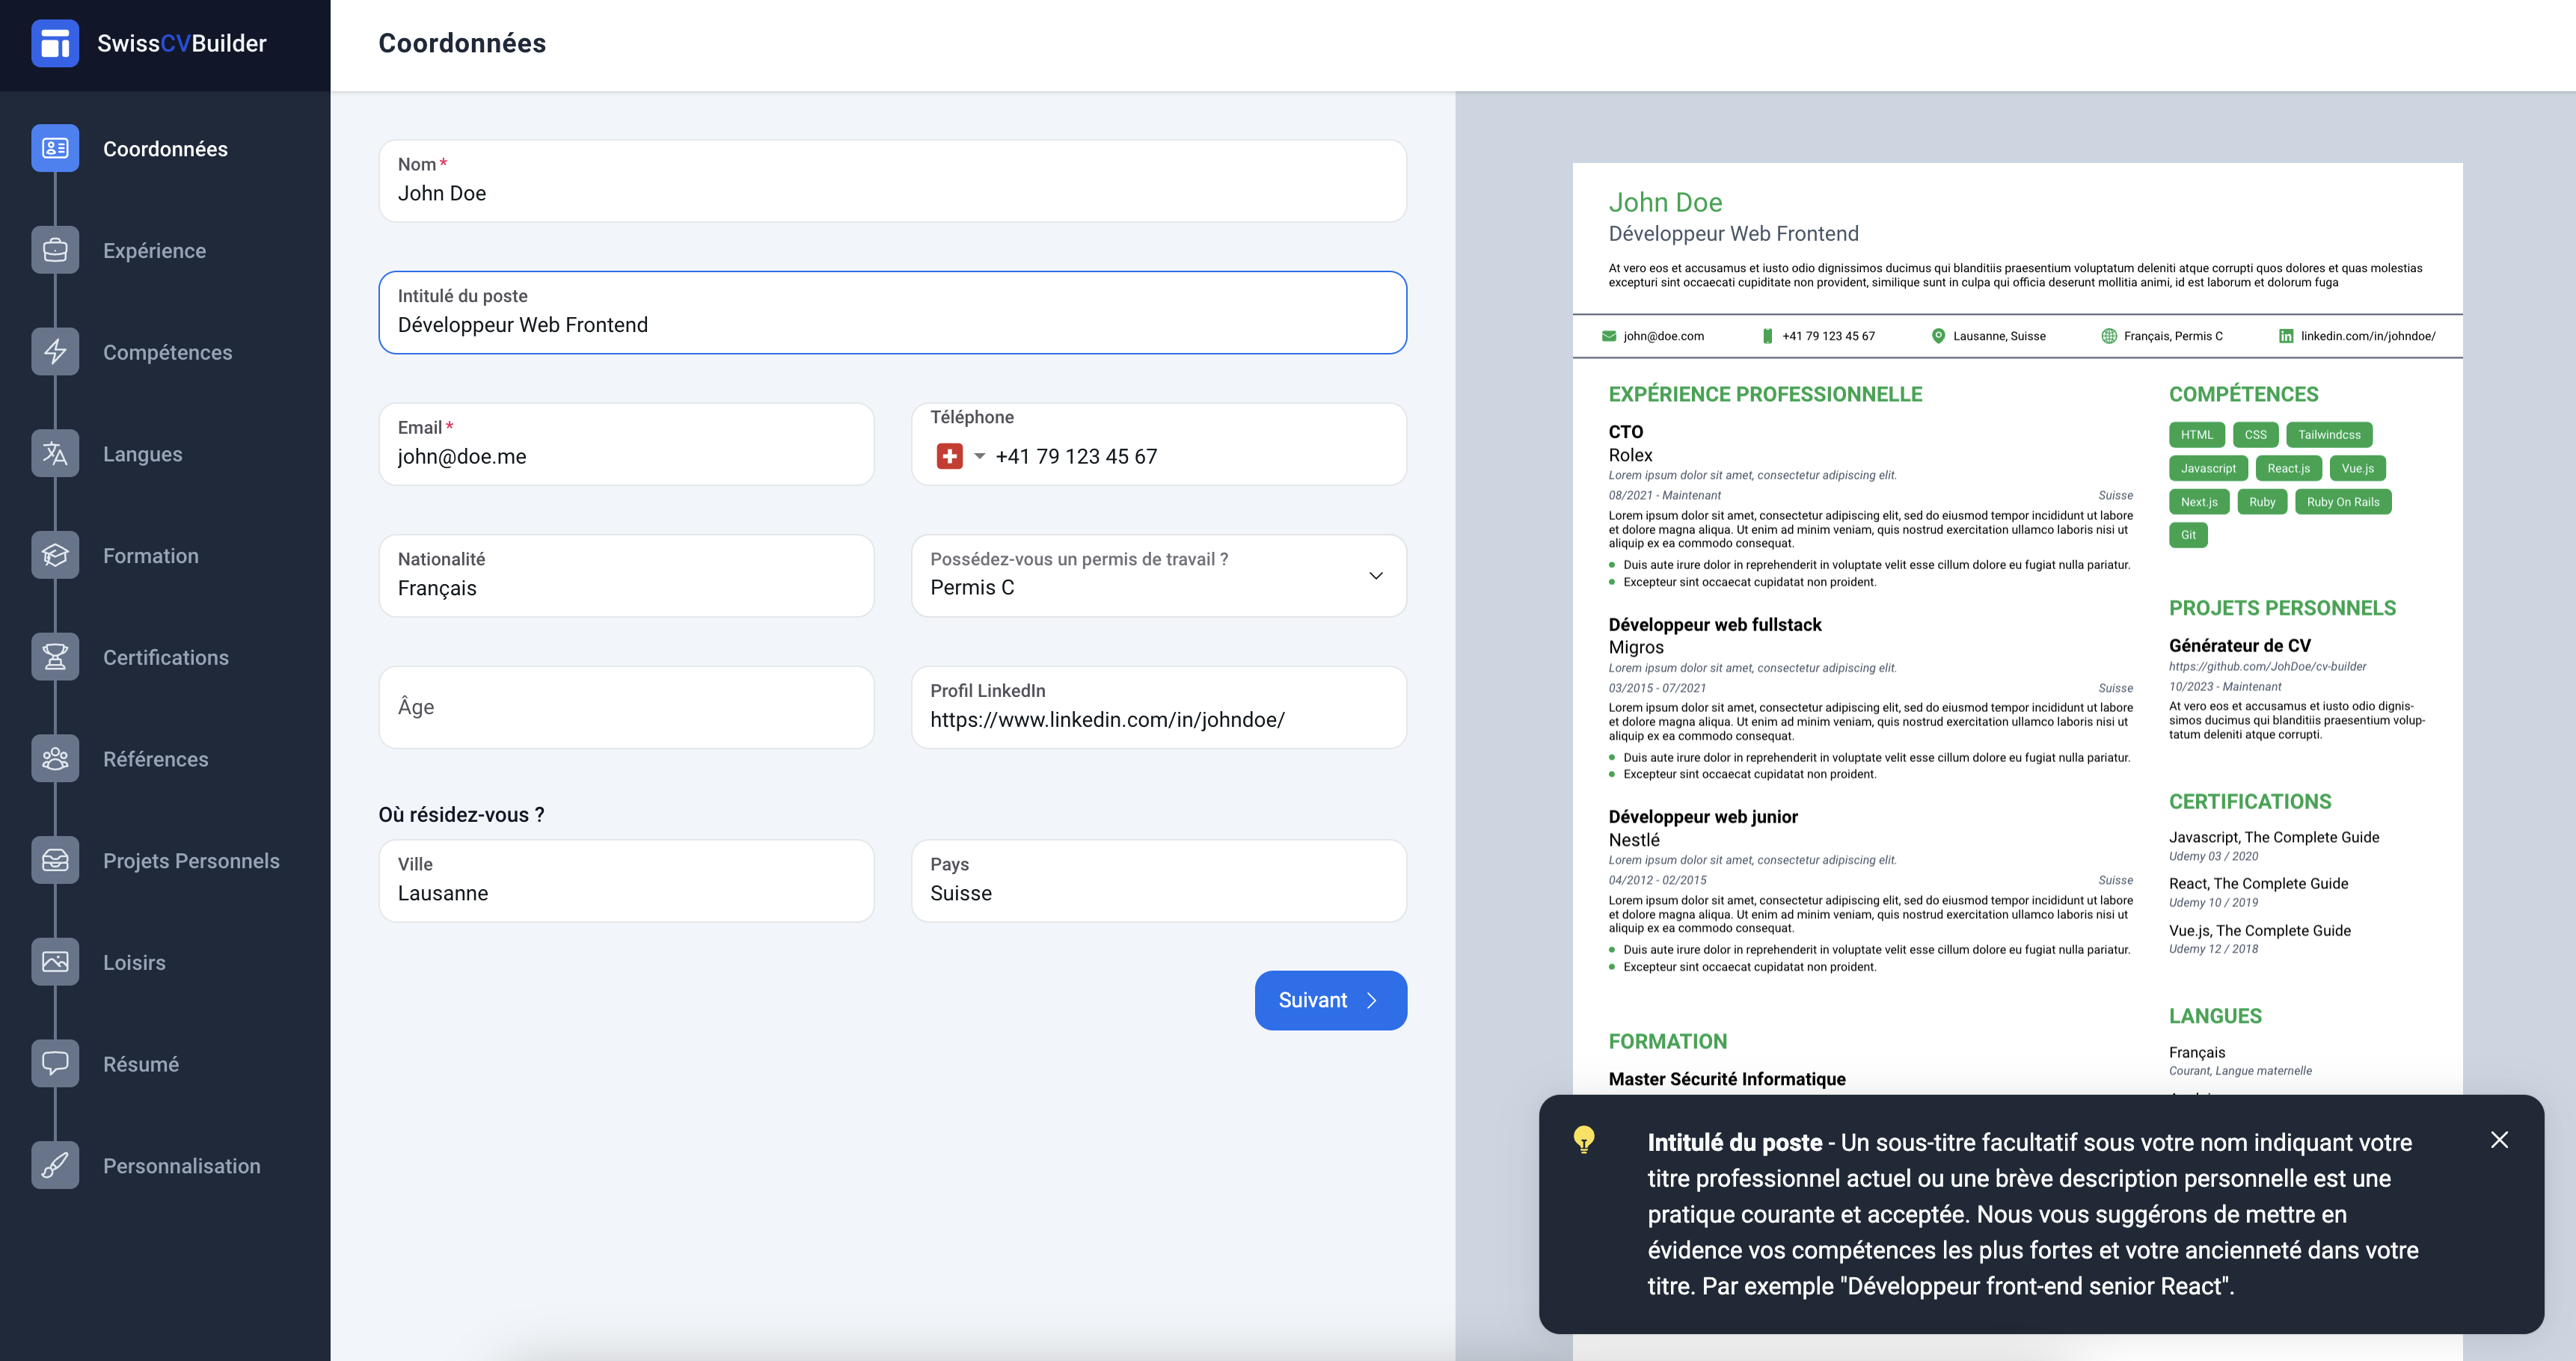 SwissCVBuilder
Coordonnées
Expérience
Compétences
Langues
Formation
Certifications
Références
Projets Personnels
Loisirs
Résumé
Personnalisation
Coordonnées
Nom *
John Doe
Intitulé du poste
Développeur Web Frontend
Email *
john@doe.me
Téléphone
+41 79 123 45 67
Nationalité
Français
Possédez-vous un permis de travail ?
Permis C
Âge
Profil LinkedIn
https://www.linkedin.com/in/johndoe/
Où résidez-vous ?
Ville
Lausanne
Pays
Suisse
Suivant
John Doe
Développeur Web Frontend
At vero eos et accusamus et iusto odio dignissimos ducimus qui blanditiis praesentium voluptatum deleniti atque corrupti quos dolores et quas molestias
excepturi sint occaecati cupiditate non provident, similique sunt in culpa qui officia deserunt mollitia animi, id est laborum et dolorum fuga
john@doe.com
+41 79 123 45 67
Lausanne, Suisse
Français, Permis C
linkedin.com/in/johndoe/
EXPÉRIENCE PROFESSIONNELLE
CTO
Rolex
Lorem ipsum dolor sit amet, consectetur adipiscing elit.
08/2021 - Maintenant Suisse
Lorem ipsum dolor sit amet, consectetur adipiscing elit, sed do eiusmod tempor incididunt ut labore
et dolore magna aliqua. Ut enim ad minim veniam, quis nostrud exercitation ullamco laboris nisi ut
aliquip ex ea commodo consequat.
Duis aute irure dolor in reprehenderit in voluptate velit esse cillum dolore eu fugiat nulla pariatur.
Excepteur sint occaecat cupidatat non proident.
Développeur web fullstack
Migros
Lorem ipsum dolor sit amet, consectetur adipiscing elit.
03/2015 - 07/2021 Suisse
Lorem ipsum dolor sit amet, consectetur adipiscing elit, sed do eiusmod tempor incididunt ut labore
et dolore magna aliqua. Ut enim ad minim veniam, quis nostrud exercitation ullamco laboris nisi ut
aliquip ex ea commodo consequat.
Duis aute irure dolor in reprehenderit in voluptate velit esse cillum dolore eu fugiat nulla pariatur.
Excepteur sint occaecat cupidatat non proident.
Développeur web junior
Nestlé
Lorem ipsum dolor sit amet, consectetur adipiscing elit.
04/2012 - 02/2015 Suisse
Lorem ipsum dolor sit amet, consectetur adipiscing elit, sed do eiusmod tempor incididunt ut labore
et dolore magna aliqua. Ut enim ad minim veniam, quis nostrud exercitation ullamco laboris nisi ut
aliquip ex ea commodo consequat.
Duis aute irure dolor in reprehenderit in voluptate velit esse cillum dolore eu fugiat nulla pariatur.
Excepteur sint occaecat cupidatat non proident.
FORMATION
Master Sécurité Informatique
COMPÉTENCES
HTML CSS Tailwindcss
Javascript React.js Vue.js
Next.js Ruby Ruby On Rails
Git
PROJETS PERSONNELS
Générateur de CV
https://github.com/JohDoe/cv-builder
10/2023 - Maintenant
At vero eos et accusamus et iusto odio dignis-
simos ducimus qui blanditiis praesentium volup-
tatum deleniti atque corrupti.
CERTIFICATIONS
Javascript, The Complete Guide
Udemy 03 / 2020
React, The Complete Guide
Udemy 10 / 2019
Vue.js, The Complete Guide
Udemy 12 / 2018
LANGUES
Français
Courant, Langue maternelle
Intitulé du poste - Un sous-titre facultatif sous votre nom indiquant votre
titre professionnel actuel ou une brève description personnelle est une
pratique courante et acceptée. Nous vous suggérons de mettre en
évidence vos compétences les plus fortes et votre ancienneté dans votre
titre. Par exemple "Développeur front-end senior React".